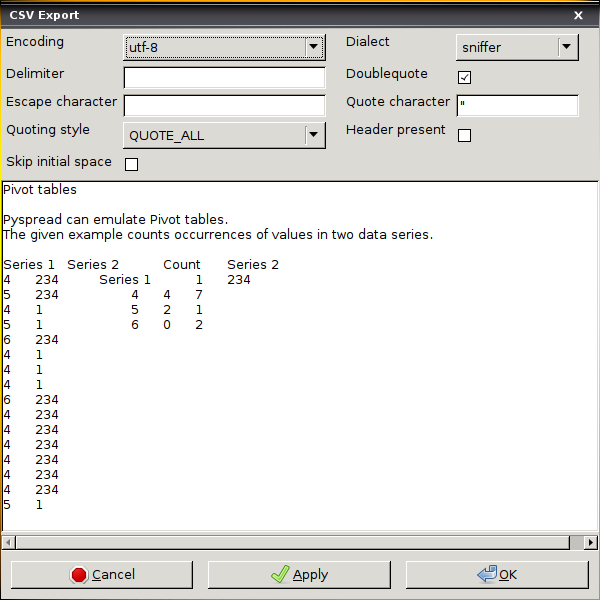 CSV Export
Encoding utf-8 Dialect sniffer
Delimiter Doublequote
Escape character Quote character "
Quoting style QUOTE_ALL Header present
Skip initial space
Pivot tables
Pyspread can emulate Pivot tables.
The given example counts occurrences of values in two data series.
Series 1 Series 2 Count Series 2
4 234 Series 1 1 234
5 234 4 4 7
4 1 5 2 1
5 1 6 0 2
6 234
4 1
4 1
4 1
6 234
4 234
4 234
4 234
4 234
4 234
4 234
5 1
Cancel Apply OK